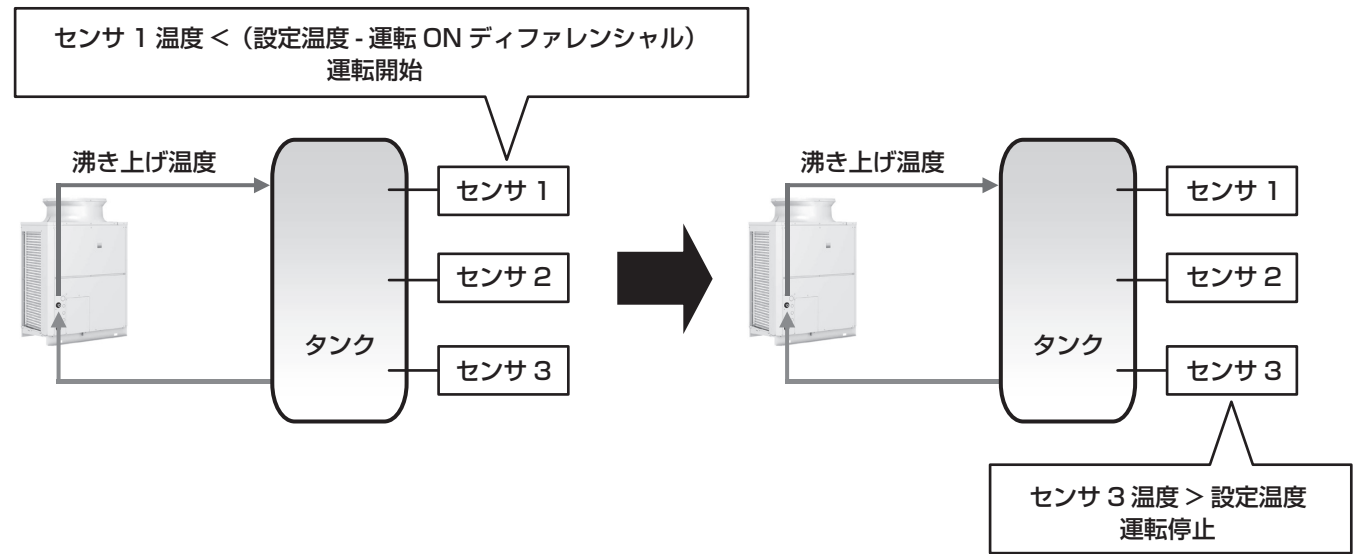 センサ 1 温度 <（設定温度 - 運転 ON ディファレンシャル）
運転開始
沸き上げ温度
センサ 1
センサ 2
センサ 3
タンク
沸き上げ温度
センサ 1
センサ 2
センサ 3
タンク
センサ 3 温度 > 設定温度
運転停止